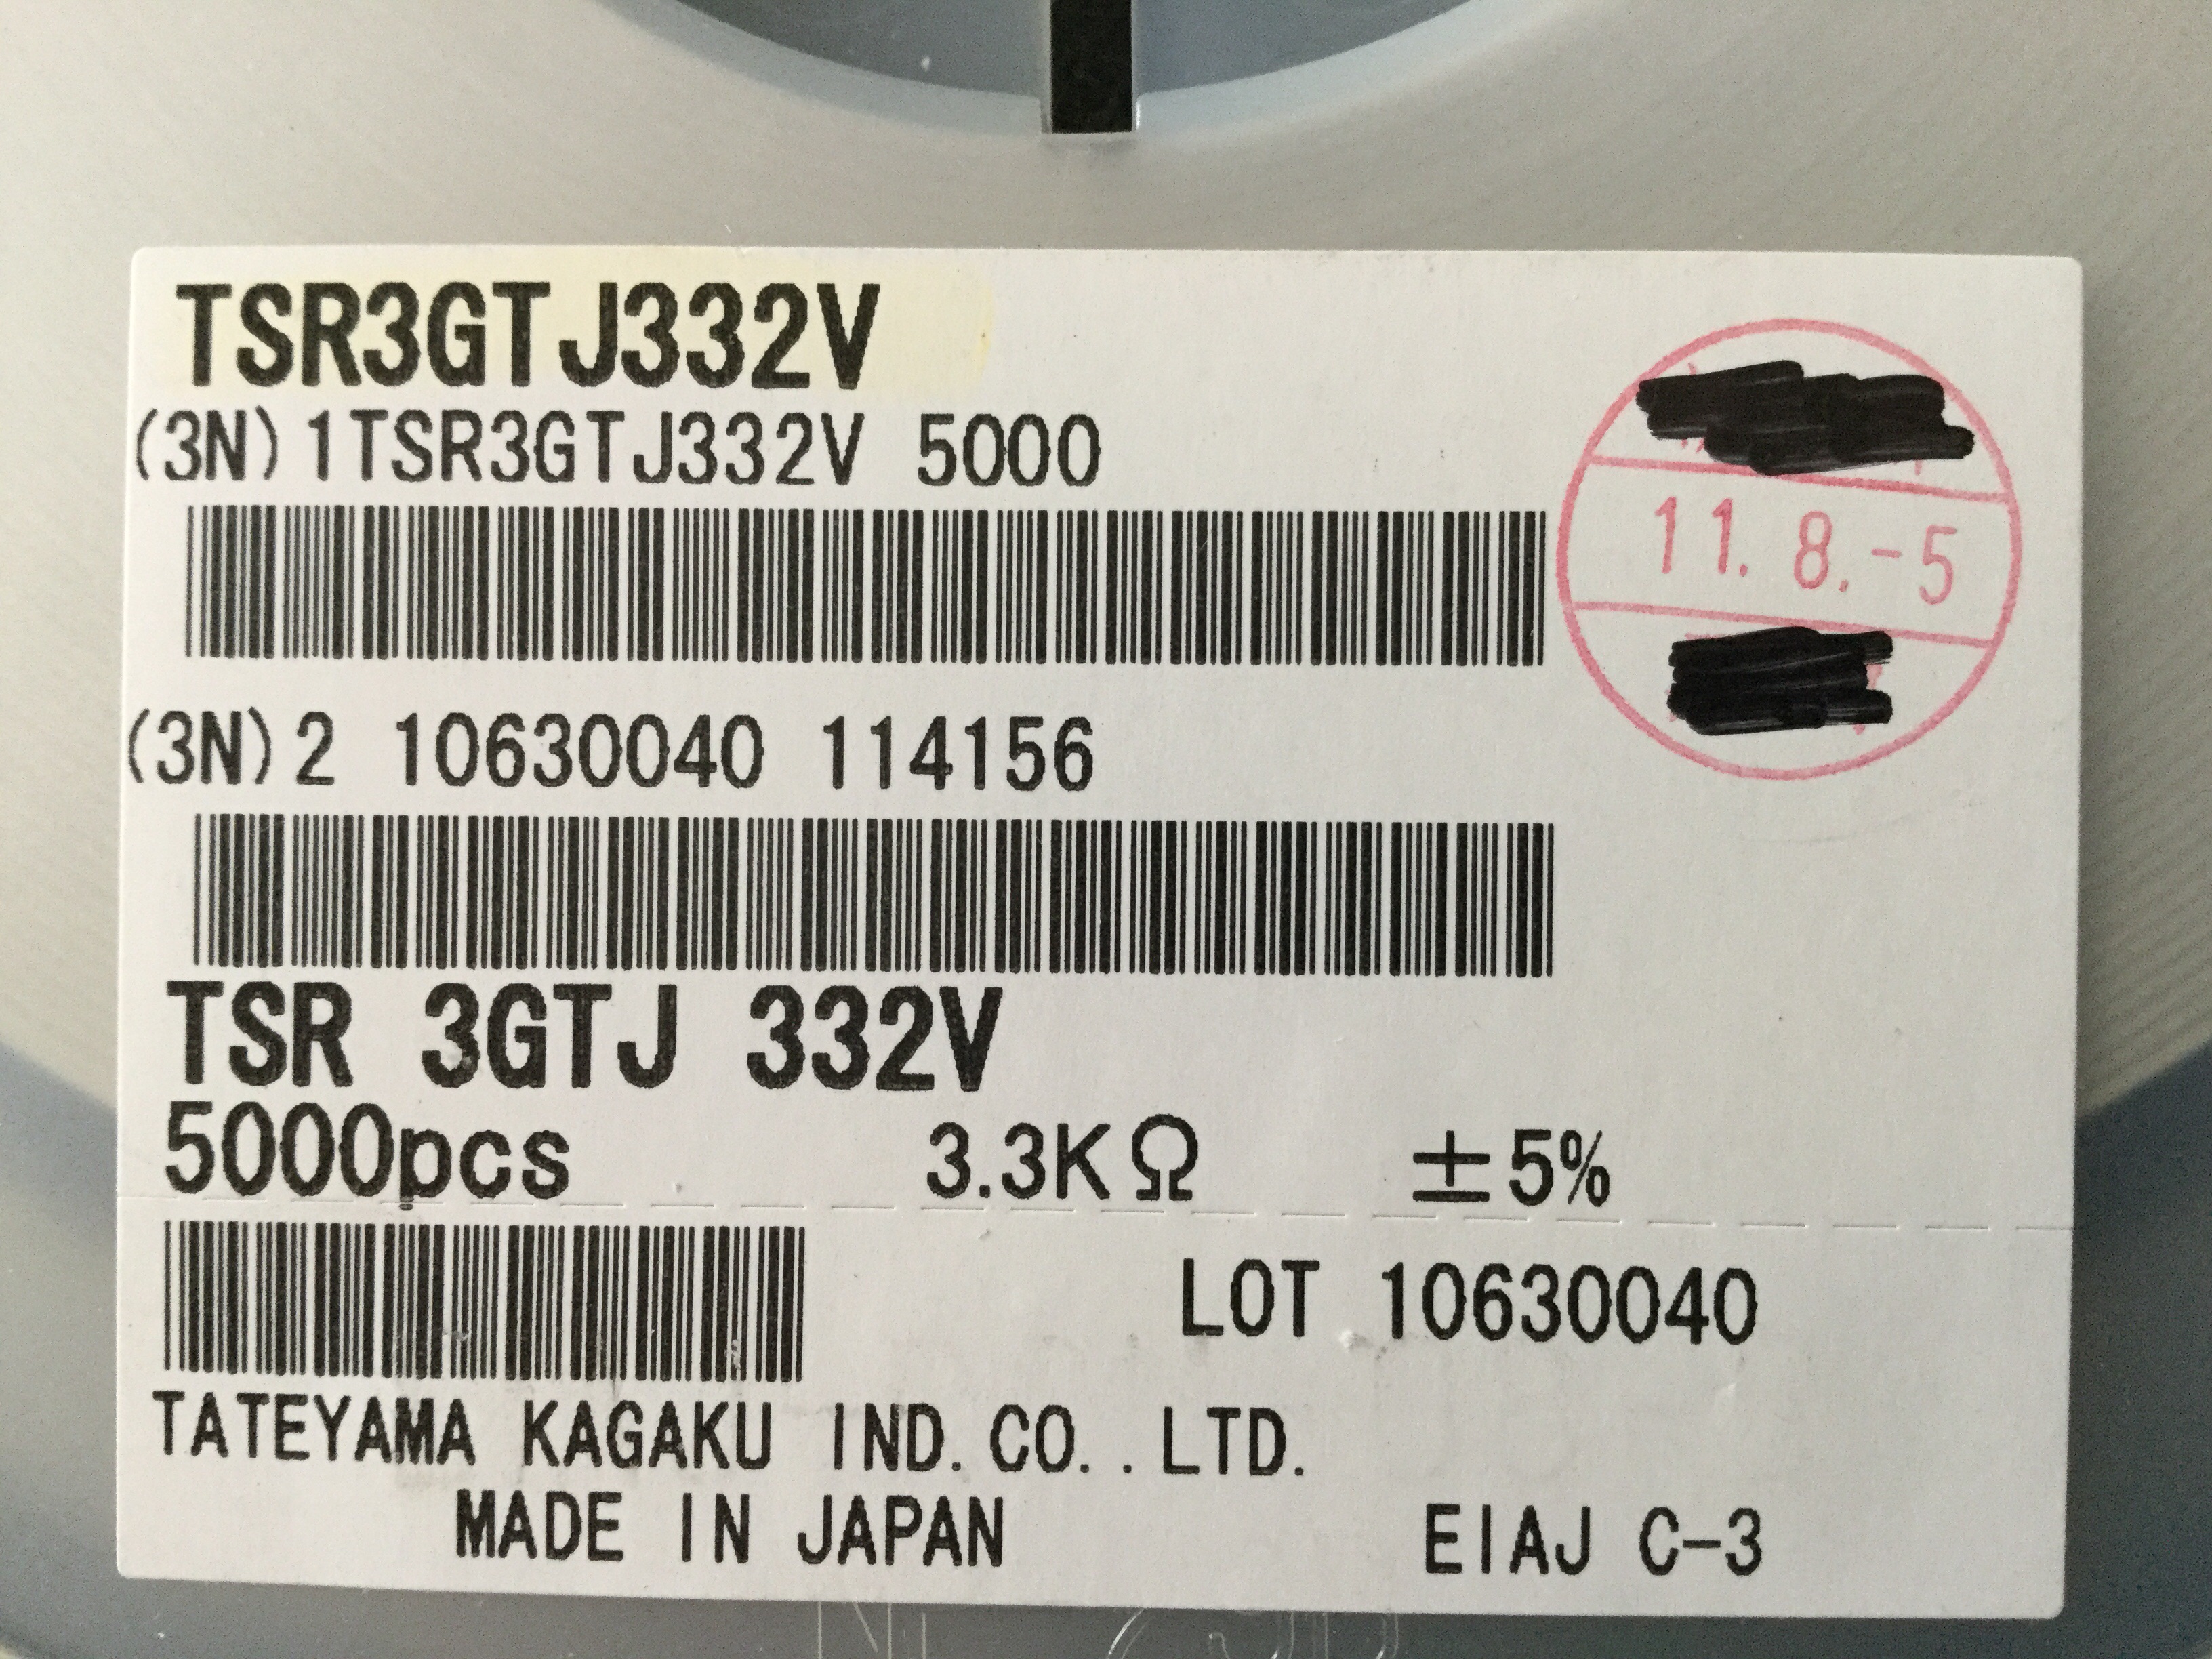 TSR3GTJ332V
(3N)1TSR3GTJ332V 5000
11. 8.-5
(3N)2 10630040 114156
TSR 3GTJ 332V
5000pcs 3.3KΩ ±5%
LOT 10630040
TATEYAMA KAGAKU IND.CO..LTD.
MADE IN JAPAN EIAJ C-3